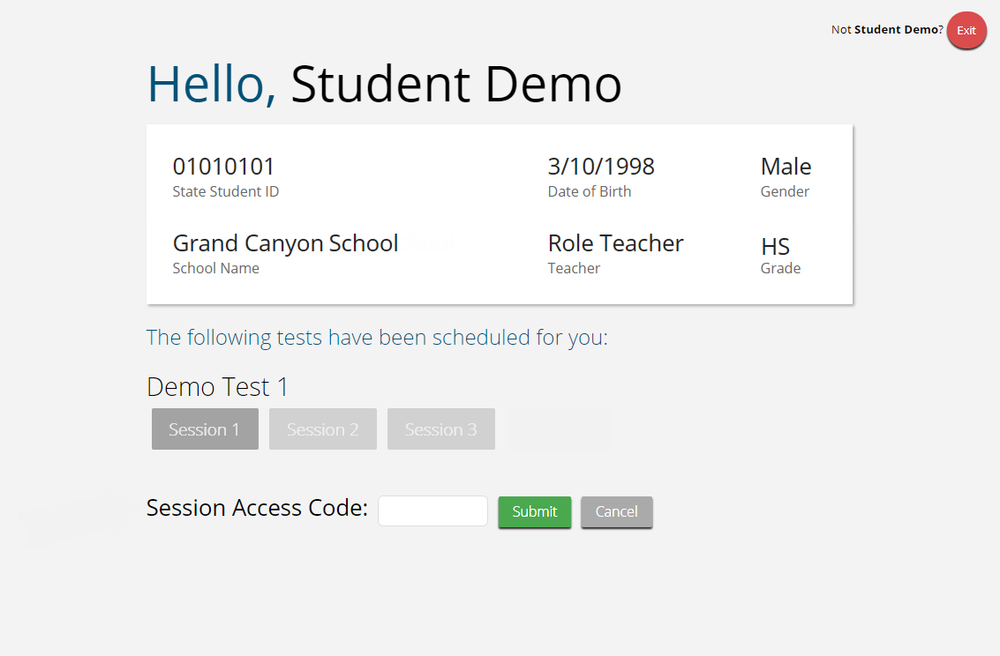 Not Student Demo? Exit
Hello, Student Demo
01010101 3/10/1998 Male
State Student ID Date of Birth Gender
Grand Canyon School Role Teacher HS
School Name Teacher Grade
The following tests have been scheduled for you:
Demo Test 1
Session 1 Session 2 Session 3
Session Access Code: Submit Cancel